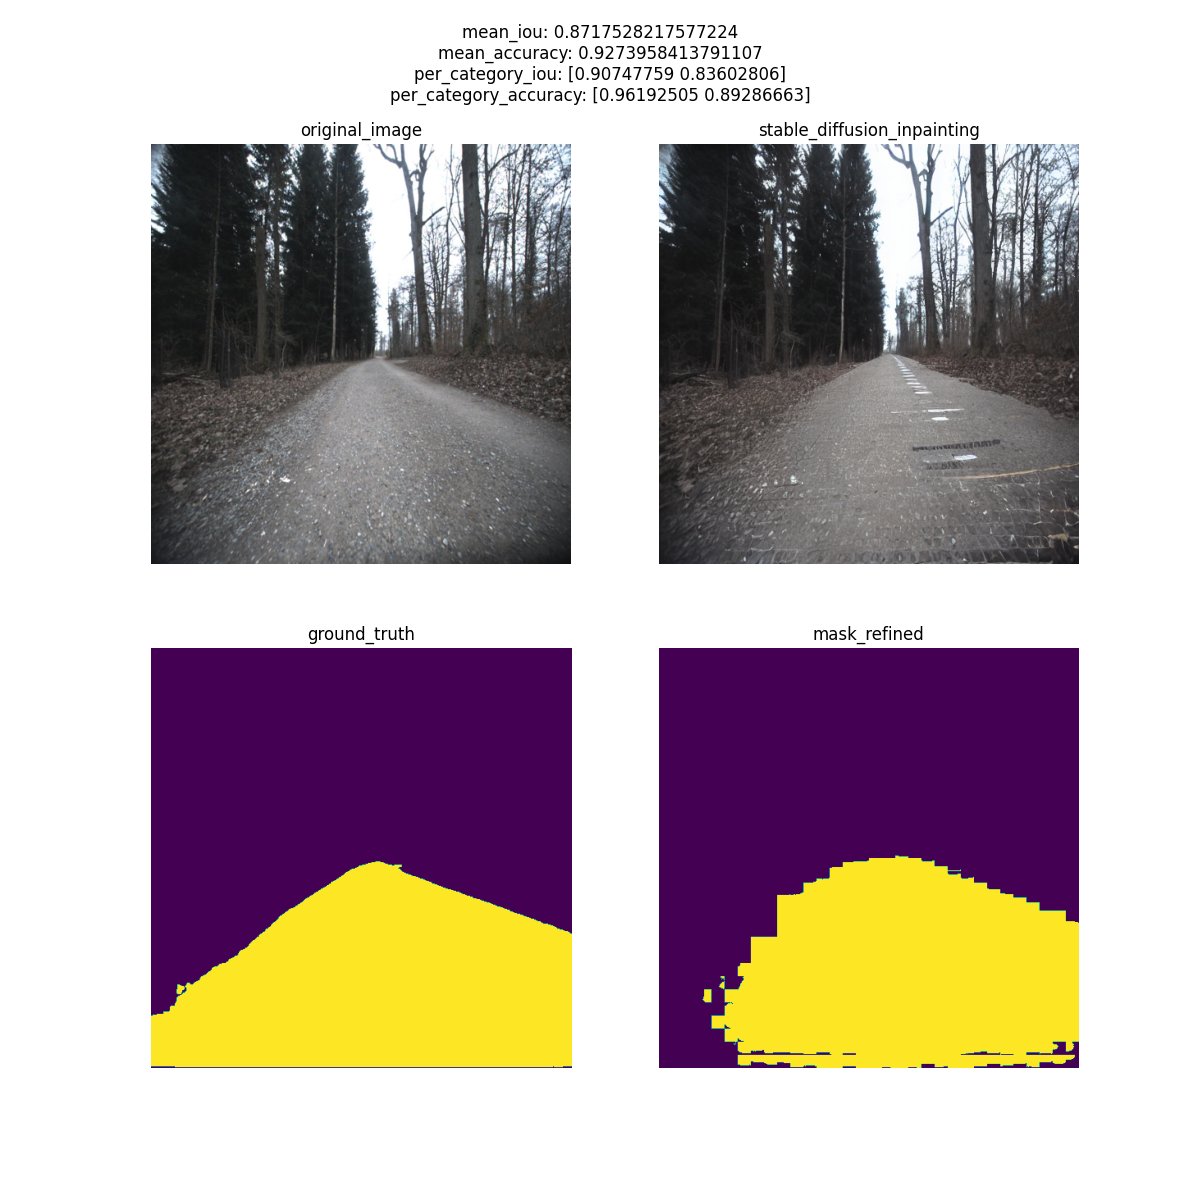 mean_iou: 0.8717528217577224
mean_accuracy: 0.9273958413791107
per_category_iou: [0.90747759 0.83602806]
per_category_accuracy: [0.96192505 0.89286663]
original_image
stable_diffusion_inpainting
ground_truth
mask_refined